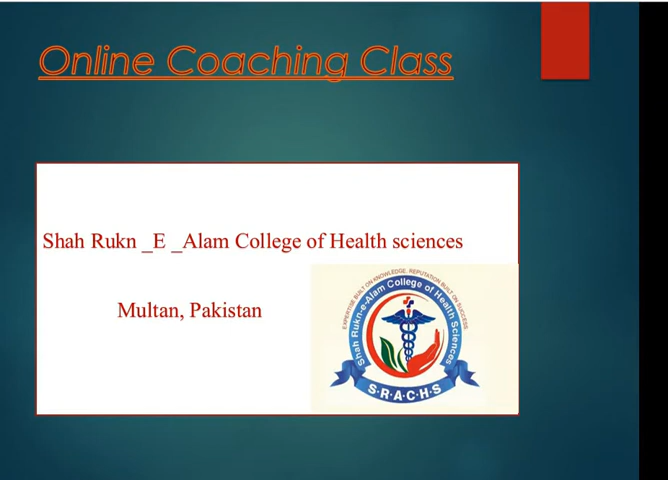 Online Coaching Class
Shah Rukn _E _Alam College of Health sciences
Multan, Pakistan
EXPERTISE BUILT ON KNOWLEDGE, REPUTATION BUILT ON SUCCESS
Shah Rukn-e-Alam College of Health Sciences
S·R·A·C·H·S